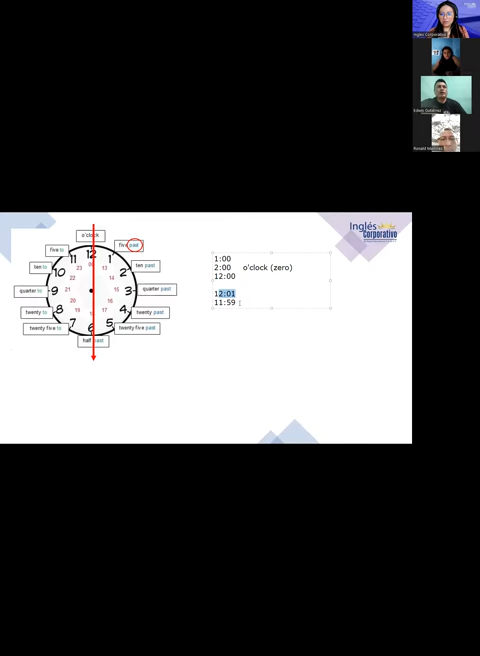 Inglés Corporativo
Edwin Gutiérrez
Ronald Martínez
Inglés
Corporativo
o'clock
five to
five past
ten to
ten past
quarter to
quarter past
twenty to
twenty past
twenty five to
twenty five past
half past
12
11
1
10
2
9
3
8
4
7
5
6
23
13
22
14
21
15
20
16
19
17
18
1:00
2:00 o'clock (zero)
12:00
12:01
11:59